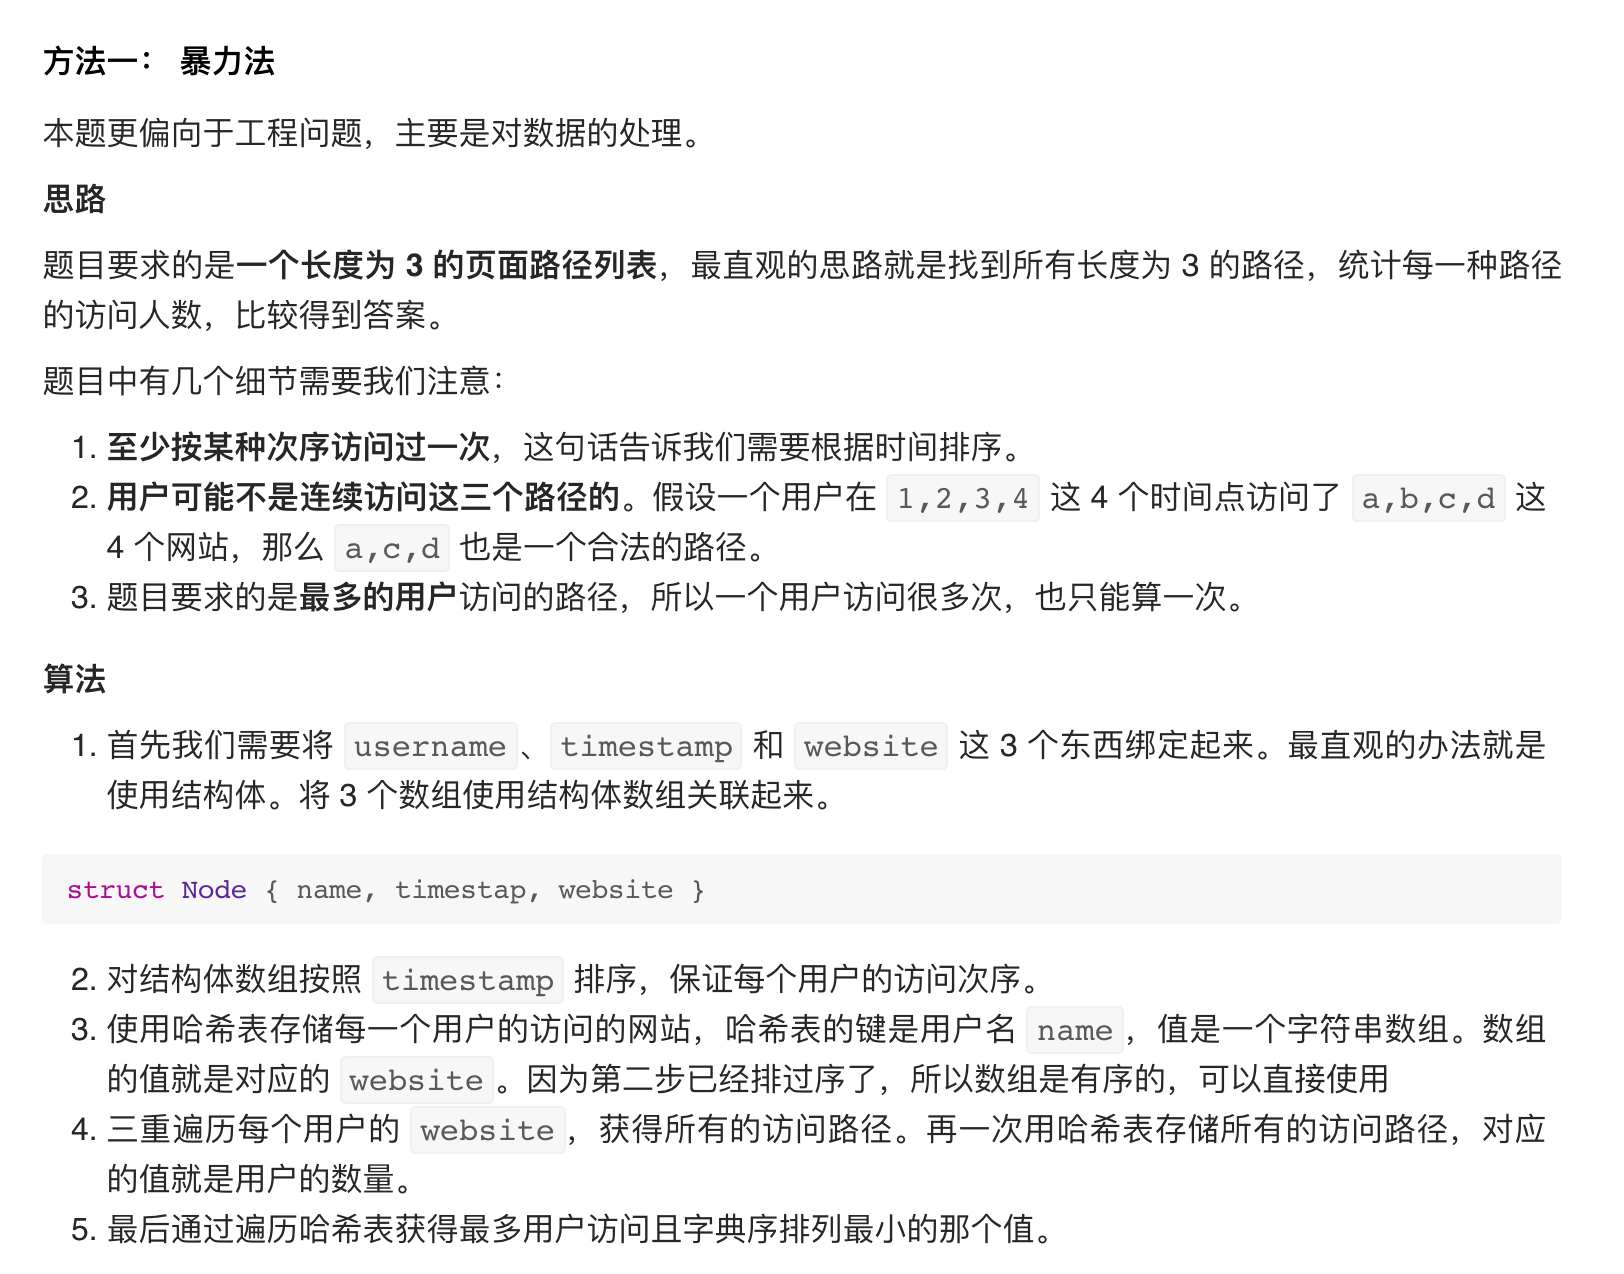 方法一： 暴力法
本题更偏向于工程问题，主要是对数据的处理。
思路
题目要求的是一个长度为 3 的页面路径列表，最直观的思路就是找到所有长度为 3 的路径，统计每一种路径
的访问人数，比较得到答案。
题目中有几个细节需要我们注意：
1. 至少按某种次序访问过一次，这句话告诉我们需要根据时间排序。
2. 用户可能不是连续访问这三个路径的。假设一个用户在 1,2,3,4 这 4 个时间点访问了 a,b,c,d 这
4 个网站，那么 a,c,d 也是一个合法的路径。
3. 题目要求的是最多的用户访问的路径，所以一个用户访问很多次，也只能算一次。
算法
1. 首先我们需要将 username 、 timestamp 和 website 这 3 个东西绑定起来。最直观的办法就是
使用结构体。将 3 个数组使用结构体数组关联起来。
struct Node { name, timestap, website }
2. 对结构体数组按照 timestamp 排序，保证每个用户的访问次序。
3. 使用哈希表存储每一个用户的访问的网站，哈希表的键是用户名 name ，值是一个字符串数组。数组
的值就是对应的 website 。因为第二步已经排过序了，所以数组是有序的，可以直接使用
4. 三重遍历每个用户的 website ，获得所有的访问路径。再一次用哈希表存储所有的访问路径，对应
的值就是用户的数量。
5. 最后通过遍历哈希表获得最多用户访问且字典序排列最小的那个值。